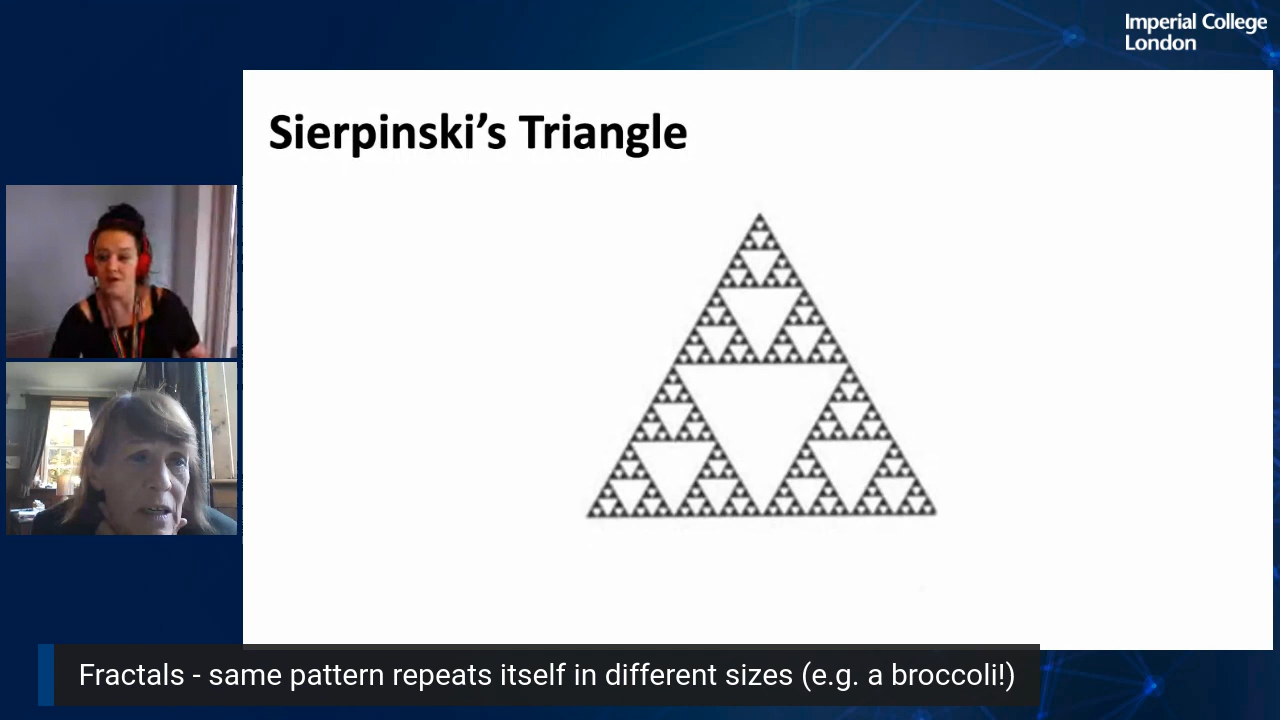 Imperial College
London
Sierpinski’s Triangle
Fractals - same pattern repeats itself in different sizes (e.g. a broccoli!)